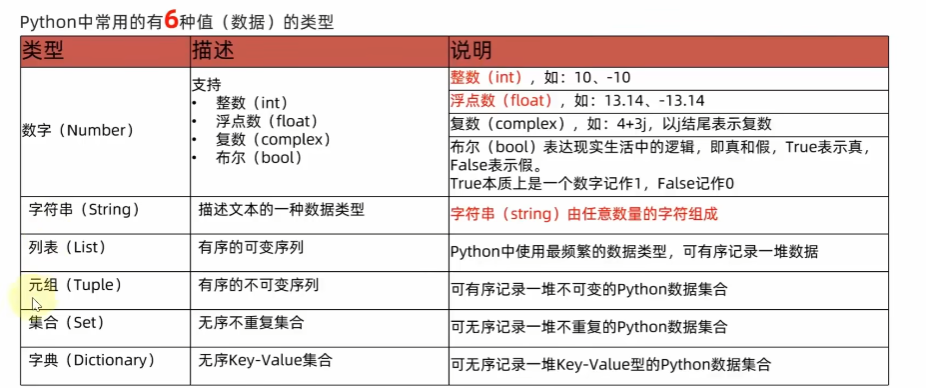 Python中常用的有6种值（数据）的类型
类型 描述 说明
数字（Number）
支持
• 整数（int）
• 浮点数（float）
• 复数（complex）
• 布尔（bool）
整数（int），如：10、-10
浮点数（float），如：13.14、-13.14
复数（complex），如：4+3j，以j结尾表示复数
布尔（bool）表达现实生活中的逻辑，即真和假，True表示真，
False表示假。
True本质上是一个数字记作1，False记作0
字符串（String） 描述文本的一种数据类型 字符串（string）由任意数量的字符组成
列表（List） 有序的可变序列 Python中使用最频繁的数据类型，可有序记录一堆数据
元组（Tuple） 有序的不可变序列 可有序记录一堆不可变的Python数据集合
集合（Set） 无序不重复集合 可无序记录一堆不重复的Python数据集合
字典（Dictionary） 无序Key-Value集合 可无序记录一堆Key-Value型的Python数据集合